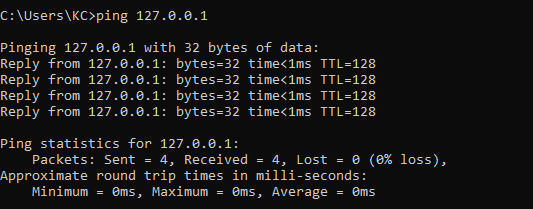 C:\Users\KC>ping 127.0.0.1
Pinging 127.0.0.1 with 32 bytes of data:
Reply from 127.0.0.1: bytes=32 time<1ms TTL=128
Reply from 127.0.0.1: bytes=32 time<1ms TTL=128
Reply from 127.0.0.1: bytes=32 time<1ms TTL=128
Reply from 127.0.0.1: bytes=32 time<1ms TTL=128
Ping statistics for 127.0.0.1:
    Packets: Sent = 4, Received = 4, Lost = 0 (0% loss),
Approximate round trip times in milli-seconds:
    Minimum = 0ms, Maximum = 0ms, Average = 0ms